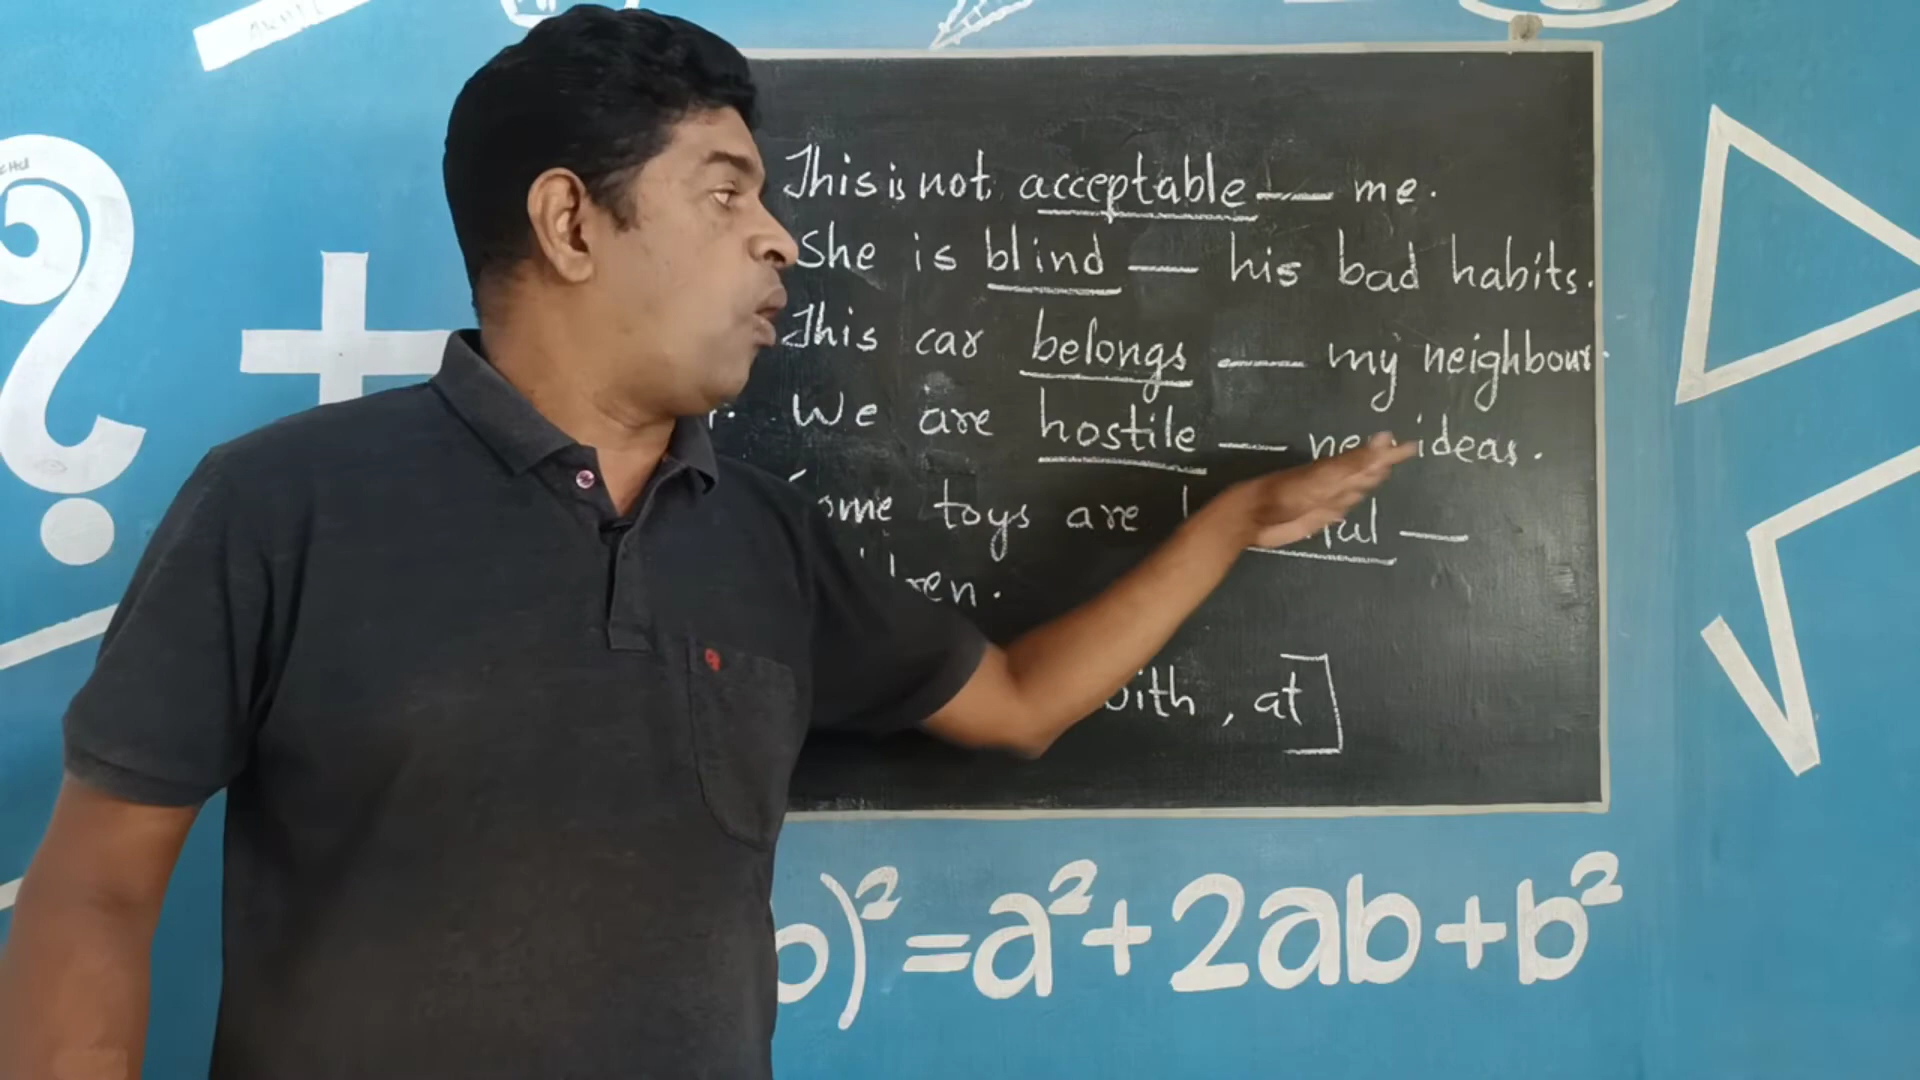 This is not acceptable — me.
She is blind — his bad habits.
This car belongs — my neighbour.
We are hostile — ideas.
toys are —
, at]
)²=a²+2ab+b²